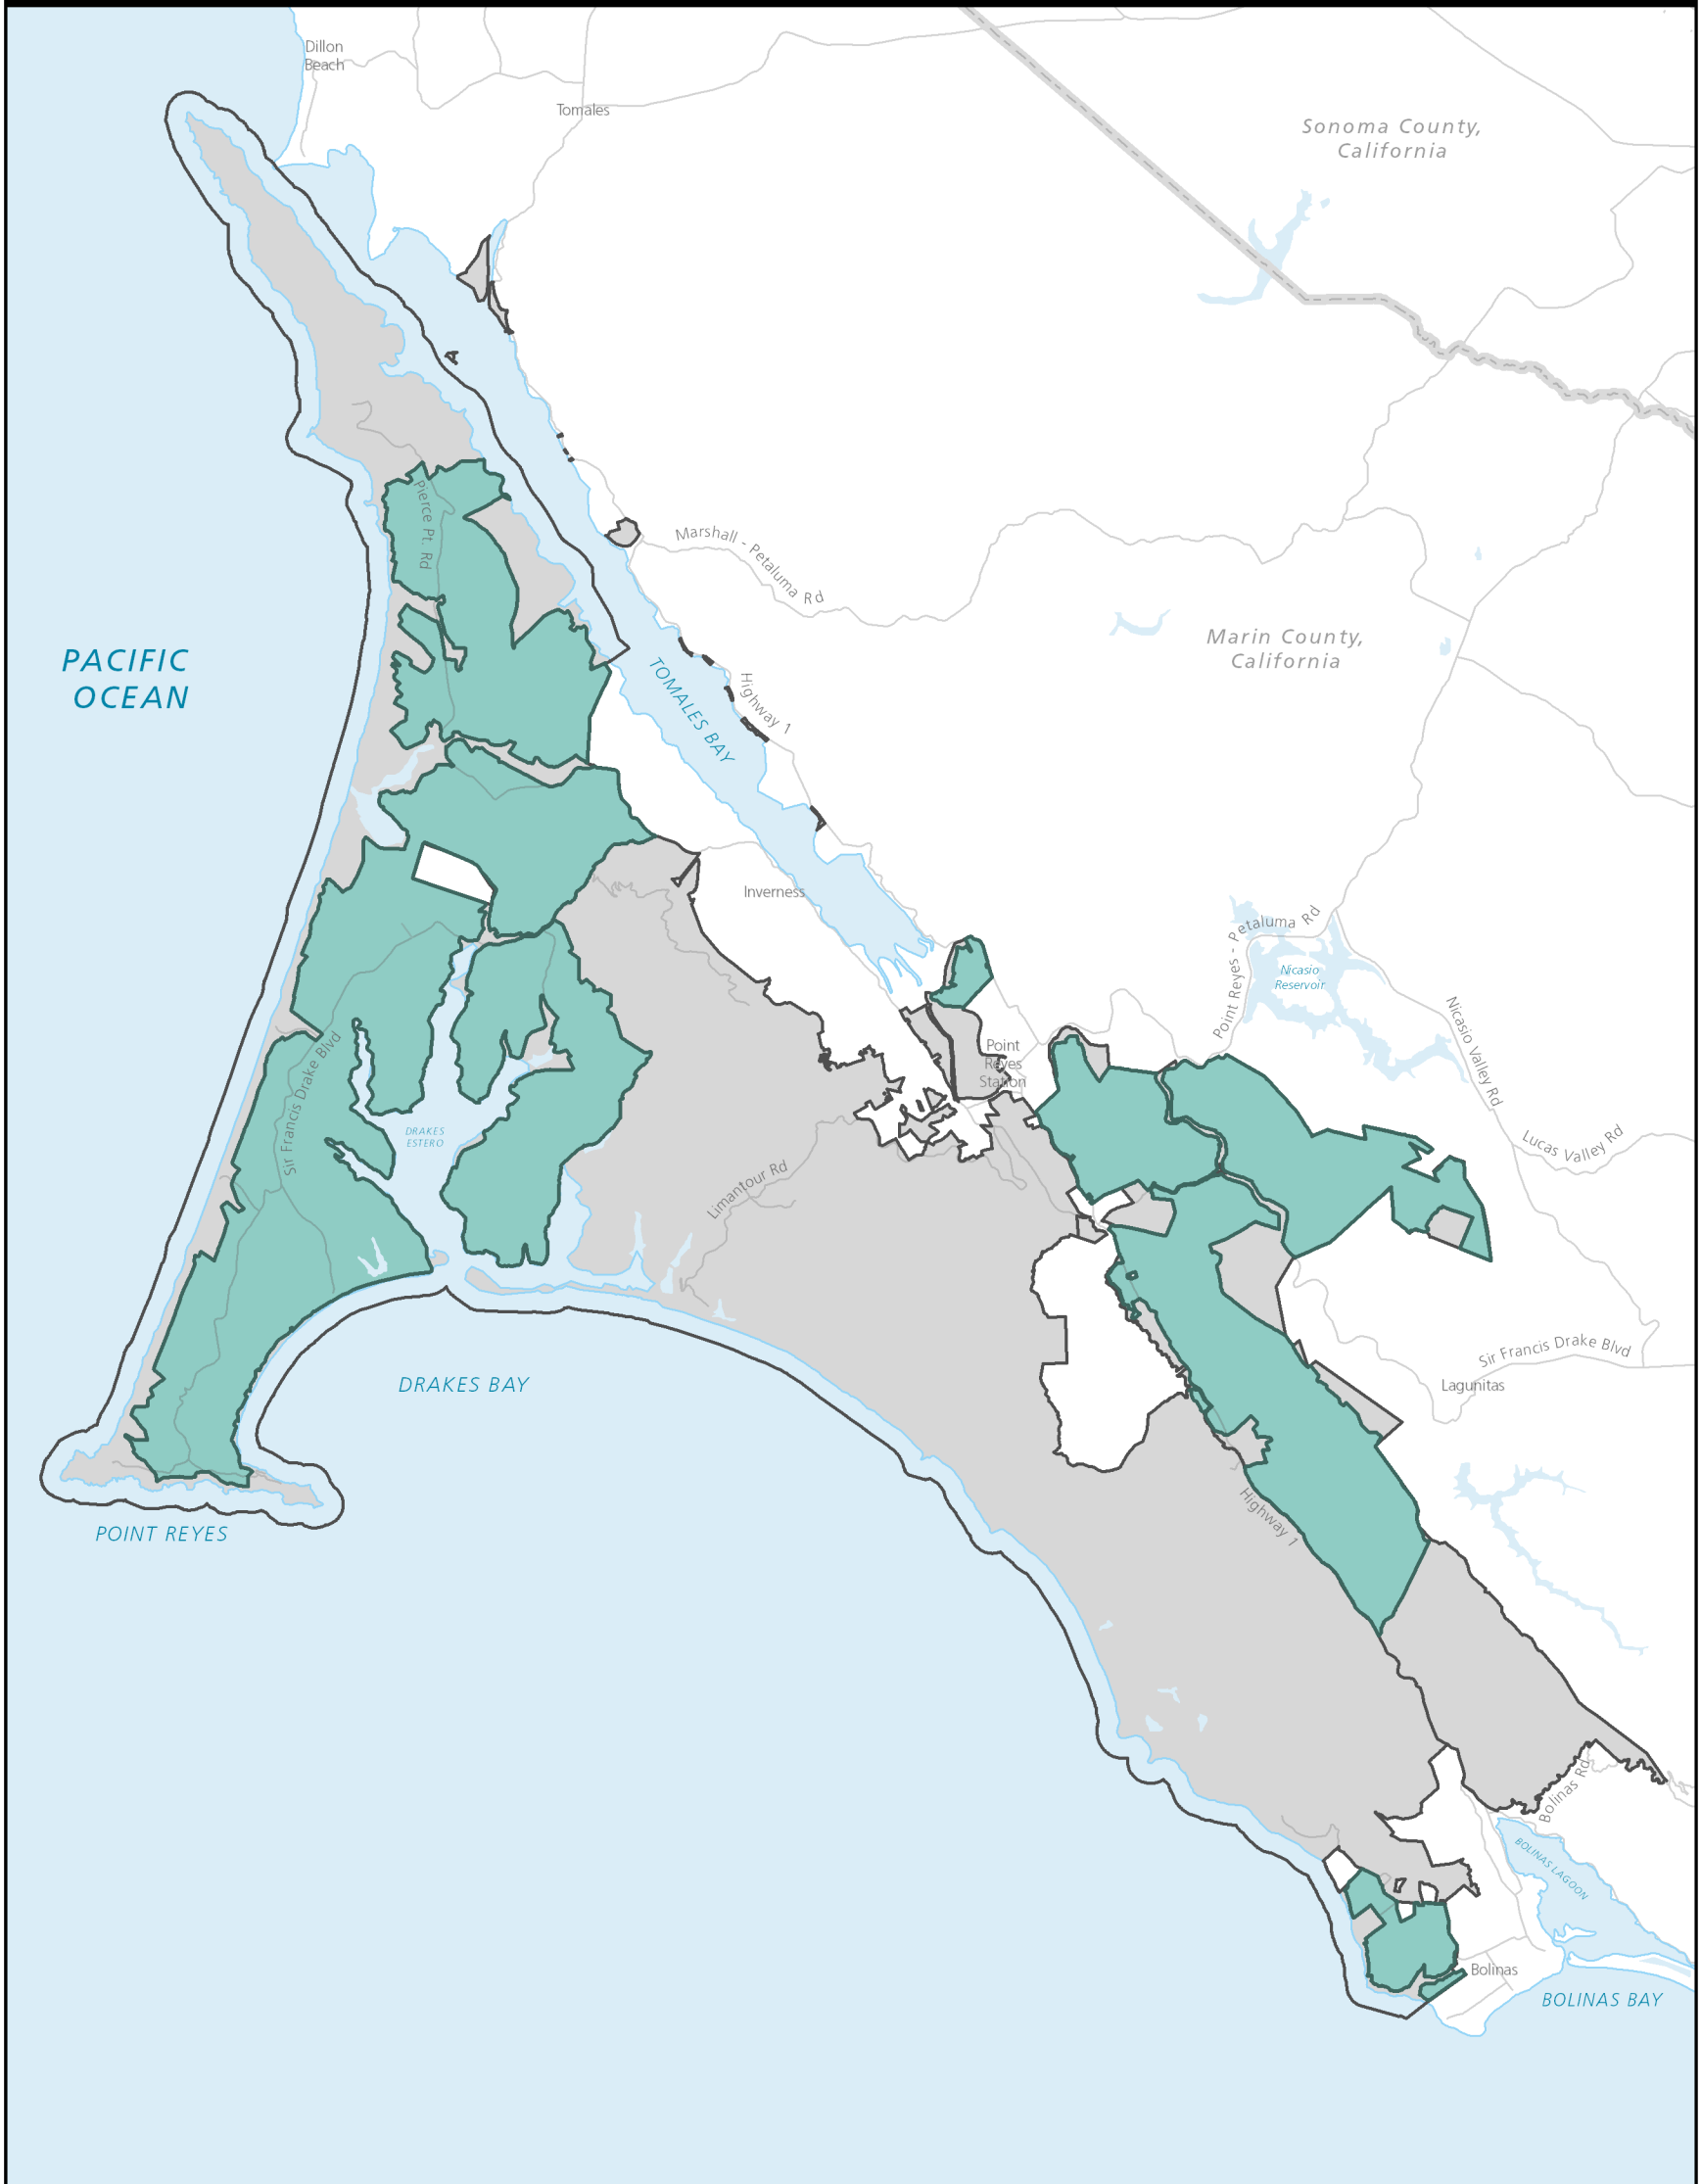 Dillon
Beach
Tomales
Sonoma County,
California
Pierce Pt. Rd
Marshall - Petaluma Rd
Marin County,
California
PACIFIC
OCEAN
TOMALES BAY
Highway 1
Inverness
Point Reyes - Petaluma Rd
Nicasio
Reservoir
Nicasio Valley Rd
Point
Reyes
Station
Sir Francis Drake Blvd
DRAKES
ESTERO
Limantour Rd
Lucas Valley Rd
Sir Francis Drake Blvd
Lagunitas
DRAKES BAY
POINT REYES
Highway 1
Bolinas Rd
BOLINAS LAGOON
Bolinas
BOLINAS BAY